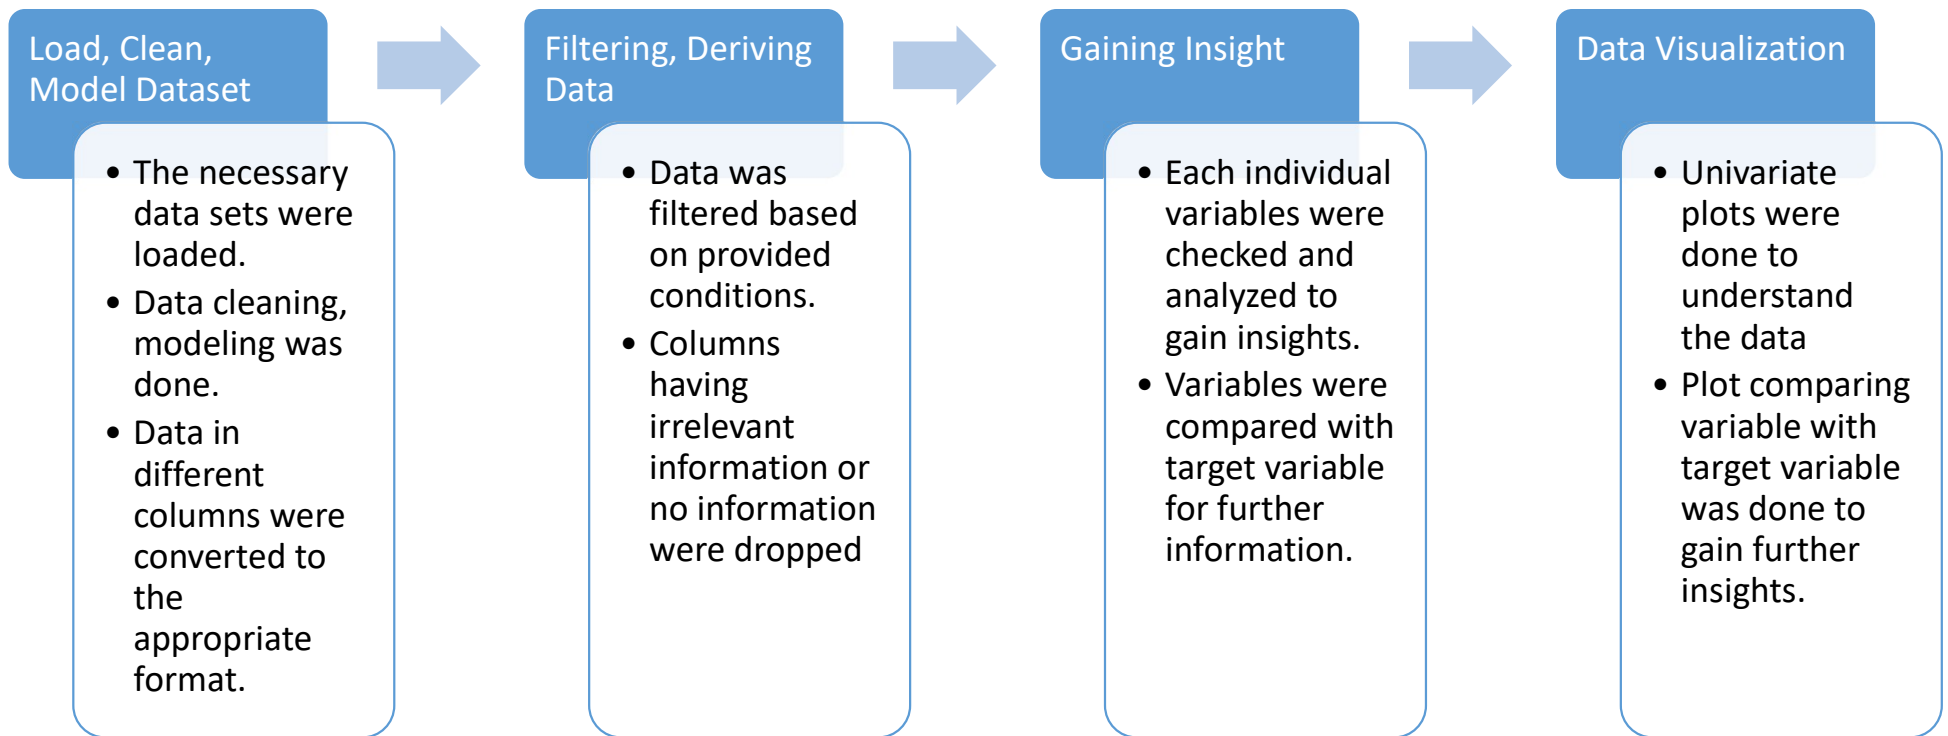 Load, Clean,
Model Dataset
• The necessary
data sets were
loaded.
• Data cleaning,
modeling was
done.
• Data in
different
columns were
converted to
the
appropriate
format.
Filtering, Deriving
Data
• Data was
filtered based
on provided
conditions.
• Columns
having
irrelevant
information or
no information
were dropped
Gaining Insight
• Each individual
variables were
checked and
analyzed to
gain insights.
• Variables were
compared with
target variable
for further
information.
Data Visualization
• Univariate
plots were
done to
understand
the data
• Plot comparing
variable with
target variable
was done to
gain further
insights.